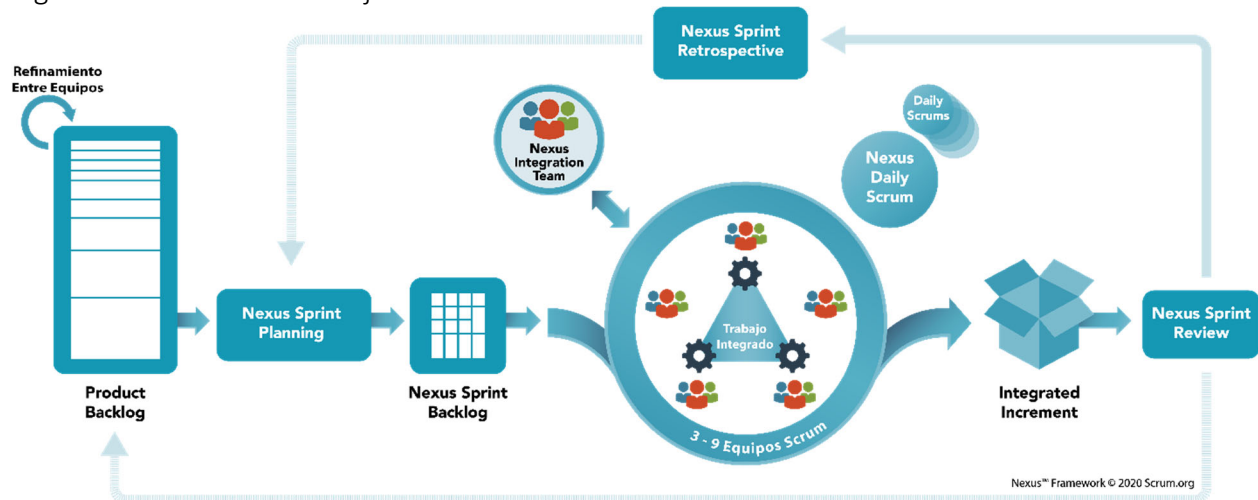 Nexus Sprint
Retrospective
Refinamiento
Entre Equipos
Daily
Scrums
Nexus
Integration
Team
Nexus
Daily
Scrum
Nexus Sprint
Planning
Trabajo
Integrado
Nexus Sprint
Review
Product
Backlog
Nexus Sprint
Backlog
Integrated
Increment
3 - 9 Equipos Scrum
Nexus™ Framework © 2020 Scrum.org